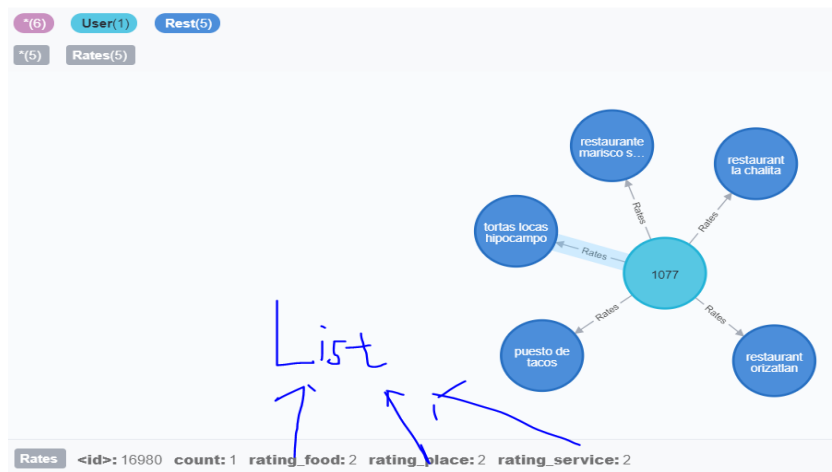 *(6) User(1) Rest(5)
*(5) Rates(5)
restaurante
marisco s...
restaurant
la chalita
Rates
Rates
tortas locas
hipocampo
Rates
1077
Rates
Rates
puesto de
tacos
restaurant
orizatlan
List
Rates <id>: 16980 count: 1 rating_food: 2 rating_place: 2 rating_service: 2